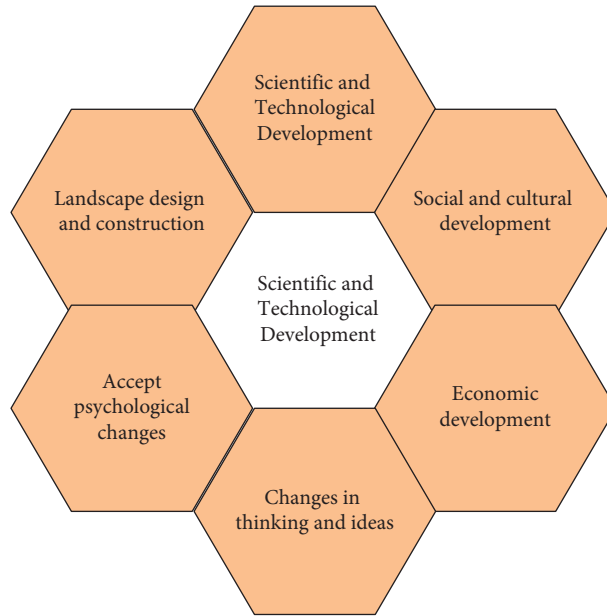 Scientific and
Technological
Development
Landscape design
and construction
Social and cultural
development
Scientific and
Technological
Development
Accept
psychological
changes
Economic
development
Changes in
thinking and ideas